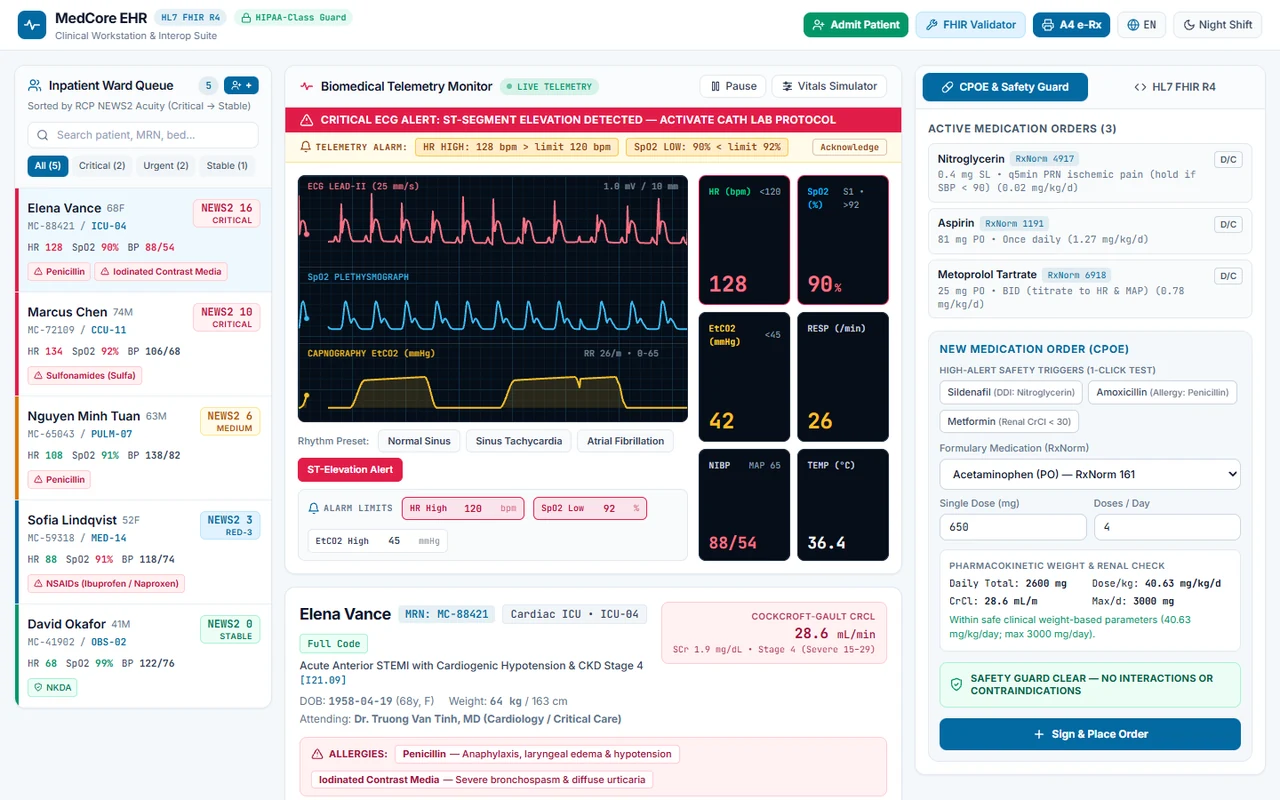 MedCore EHR HL7 FHIR R4 HIPAA-Class Guard
Clinical Workstation & Interop Suite
Admit Patient FHIR Validator A4 e-Rx EN Night Shift
Inpatient Ward Queue 5 +
Sorted by RCP NEWS2 Acuity (Critical → Stable)
Search patient, MRN, bed...
All (5) Critical (2) Urgent (2) Stable (1)
Elena Vance 68F NEWS2 16
CRITICAL
MC-88421 / ICU-04
HR 128 SpO2 90% BP 88/54
Penicillin Iodinated Contrast Media
Marcus Chen 74M NEWS2 10
CRITICAL
MC-72109 / CCU-11
HR 134 SpO2 92% BP 106/68
Sulfonamides (Sulfa)
Nguyen Minh Tuan 63M NEWS2 6
MEDIUM
MC-65043 / PULM-07
HR 108 SpO2 91% BP 138/82
Penicillin
Sofia Lindqvist 52F NEWS2 3
RED-3
MC-59318 / MED-14
HR 88 SpO2 91% BP 118/74
NSAIDs (Ibuprofen / Naproxen)
David Okafor 41M NEWS2 0
STABLE
MC-41902 / OBS-02
HR 68 SpO2 99% BP 122/76
NKDA
Biomedical Telemetry Monitor LIVE TELEMETRY Pause Vitals Simulator
CRITICAL ECG ALERT: ST-SEGMENT ELEVATION DETECTED — ACTIVATE CATH LAB PROTOCOL
TELEMETRY ALARM: HR HIGH: 128 bpm > limit 120 bpm SpO2 LOW: 90% < limit 92% Acknowledge
ECG LEAD-II (25 mm/s) 1.0 mV / 10 mm
SpO2 PLETHYSMOGRAPH
CAPNOGRAPHY EtCO2 (mmHg) RR 26/m • 0-65
HR (bpm) <120
128
SpO2 (%) S1 • >92
90%
EtCO2 (mmHg) <45
42
RESP (/min)
26
NIBP MAP 65
88/54
TEMP (°C)
36.4
Rhythm Preset: Normal Sinus Sinus Tachycardia Atrial Fibrillation
ST-Elevation Alert
ALARM LIMITS HR High 120 bpm SpO2 Low 92 %
EtCO2 High 45 mmHg
Elena Vance MRN: MC-88421 Cardiac ICU • ICU-04
Full Code
Acute Anterior STEMI with Cardiogenic Hypotension & CKD Stage 4
[I21.09]
DOB: 1958-04-19 (68y, F) Weight: 64 kg / 163 cm
Attending: Dr. Truong Van Tinh, MD (Cardiology / Critical Care)
COCKCROFT-GAULT CRCL
28.6 mL/min
SCr 1.9 mg/dL • Stage 4 (Severe 15-29)
ALLERGIES: Penicillin — Anaphylaxis, laryngeal edema & hypotension
Iodinated Contrast Media — Severe bronchospasm & diffuse urticaria
CPOE & Safety Guard HL7 FHIR R4
ACTIVE MEDICATION ORDERS (3)
Nitroglycerin RxNorm 4917 D/C
0.4 mg SL • q5min PRN ischemic pain (hold if
SBP < 90) (0.02 mg/kg/d)
Aspirin RxNorm 1191 D/C
81 mg PO • Once daily (1.27 mg/kg/d)
Metoprolol Tartrate RxNorm 6918 D/C
25 mg PO • BID (titrate to HR & MAP) (0.78
mg/kg/d)
NEW MEDICATION ORDER (CPOE)
HIGH-ALERT SAFETY TRIGGERS (1-CLICK TEST)
Sildenafil (DDI: Nitroglycerin) Amoxicillin (Allergy: Penicillin)
Metformin (Renal CrCl < 30)
Formulary Medication (RxNorm)
Acetaminophen (PO) — RxNorm 161
Single Dose (mg) Doses / Day
650 4
PHARMACOKINETIC WEIGHT & RENAL CHECK
Daily Total: 2600 mg Dose/kg: 40.63 mg/kg/d
CrCl: 28.6 mL/m Max/d: 3000 mg
Within safe clinical weight-based parameters (40.63
mg/kg/day; max 3000 mg/day).
SAFETY GUARD CLEAR — NO INTERACTIONS OR
CONTRAINDICATIONS
Sign & Place Order